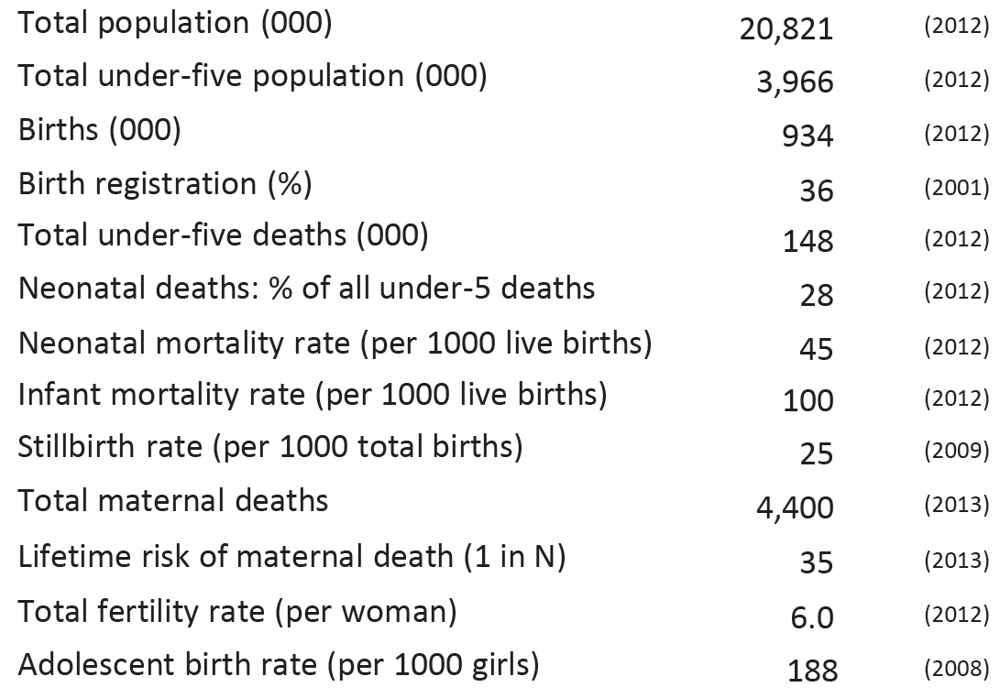 Total population (000) 20,821 (2012)
Total under-five population (000) 3,966 (2012)
Births (000) 934 (2012)
Birth registration (%) 36 (2001)
Total under-five deaths (000) 148 (2012)
Neonatal deaths: % of all under-5 deaths 28 (2012)
Neonatal mortality rate (per 1000 live births) 45 (2012)
Infant mortality rate (per 1000 live births) 100 (2012)
Stillbirth rate (per 1000 total births) 25 (2009)
Total maternal deaths 4,400 (2013)
Lifetime risk of maternal death (1 in N) 35 (2013)
Total fertility rate (per woman) 6.0 (2012)
Adolescent birth rate (per 1000 girls) 188 (2008)